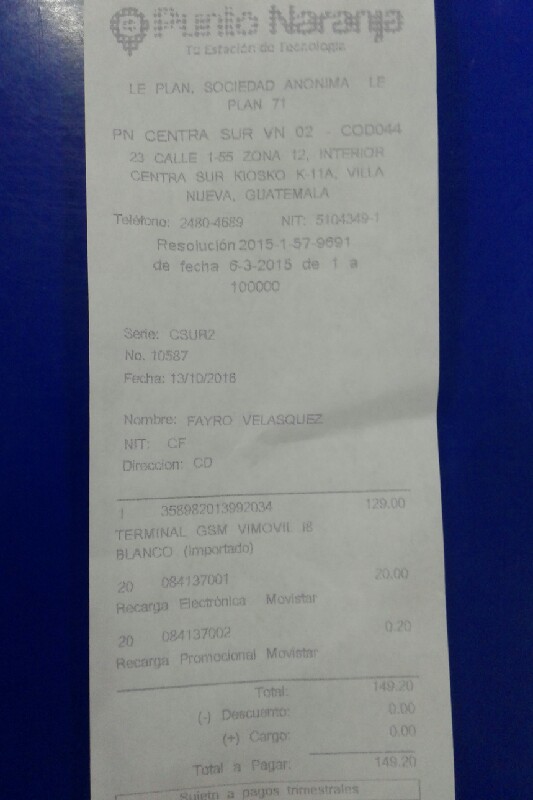 Punto Naranja
Tu Estación de Tecnología
LE PLAN, SOCIEDAD ANONIMA LE
PLAN 71
PN CENTRA SUR VN 02 - COD044
23 CALLE 1-55 ZONA 12, INTERIOR
CENTRA SUR KIOSKO K-11A, VILLA
NUEVA, GUATEMALA
Teléfono: 2480-4689 NIT: 5104349-1
Resolución 2015-1-57-9691
de fecha 6-3-2015 de 1 a
100000
Serie: CSUR2
No. 10587
Fecha: 13/10/2016
Nombre: FAYRO VELASQUEZ
NIT: CF
Direccion: CD
1 358982013992034 129.00
TERMINAL GSM VIMOVIL I8
BLANCO (Importado)
20 084137001 20.00
Recarga Electrónica Movistar
20 084137002 0.20
Recarga Promocional Movistar
Total: 149.20
(-) Descuento: 0.00
(+) Cargo: 0.00
Total a Pagar: 149.20
Sujeto a pagos trimestrales